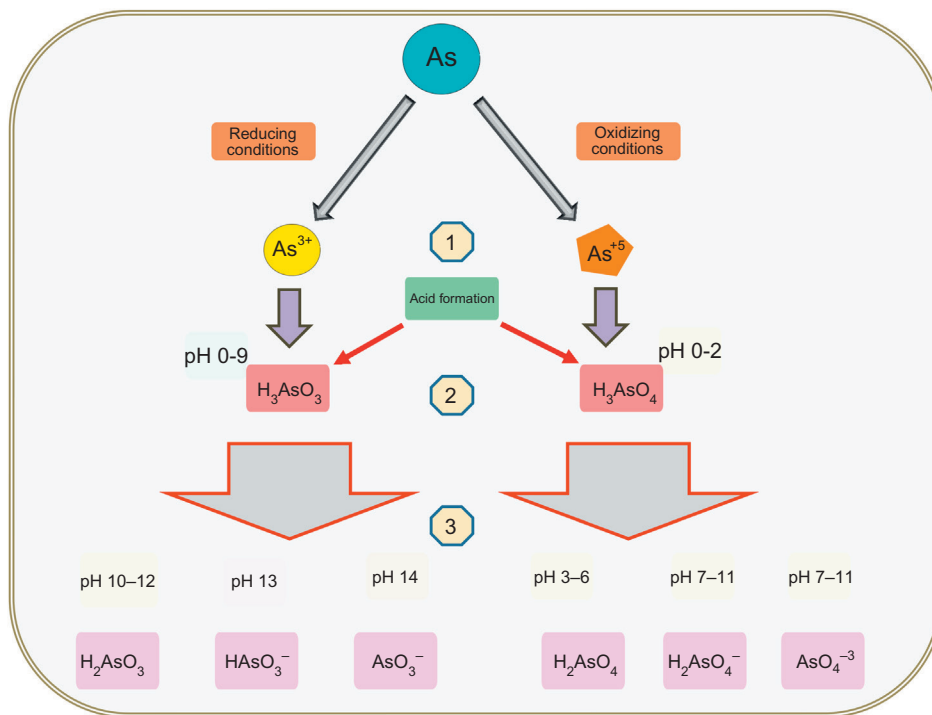 As
Reducing
conditions
Oxidizing
conditions
As³⁺
1
As⁺⁵
Acid formation
pH 0-9
pH 0-2
H₃AsO₃
2
H₃AsO₄
3
pH 10–12
pH 13
pH 14
pH 3–6
pH 7–11
pH 7–11
H₂AsO₃
HAsO₃⁻
AsO₃⁻
H₂AsO₄
H₂AsO₄⁻
AsO₄⁻³